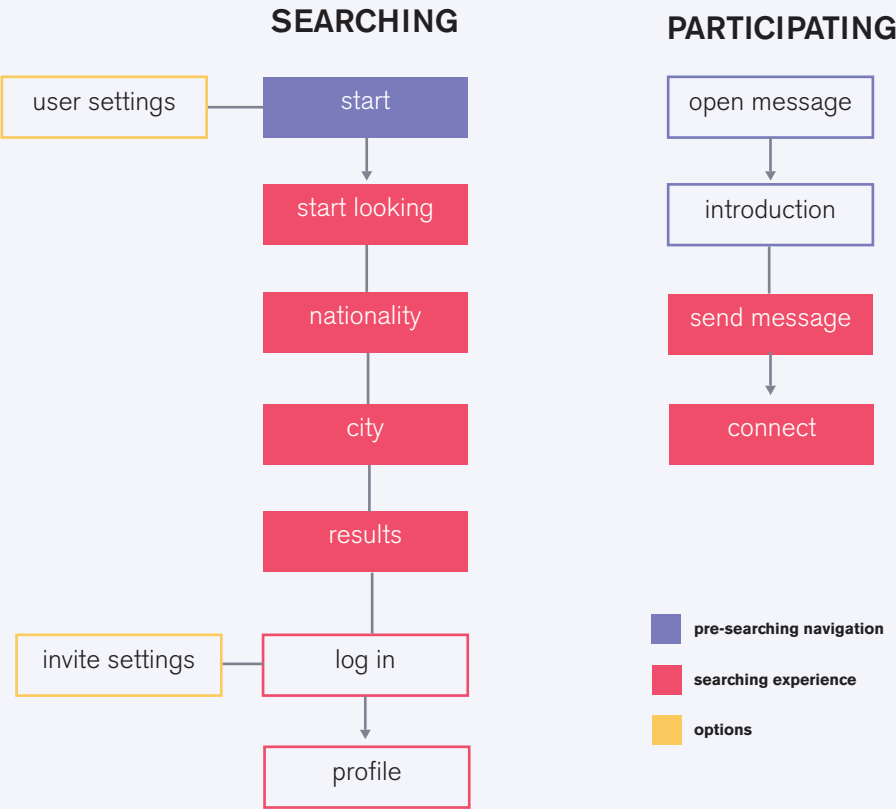 SEARCHING
PARTICIPATING
user settings
start
open message
start looking
introduction
nationality
send message
city
connect
results
pre-searching navigation
invite settings
log in
searching experience
options
profile